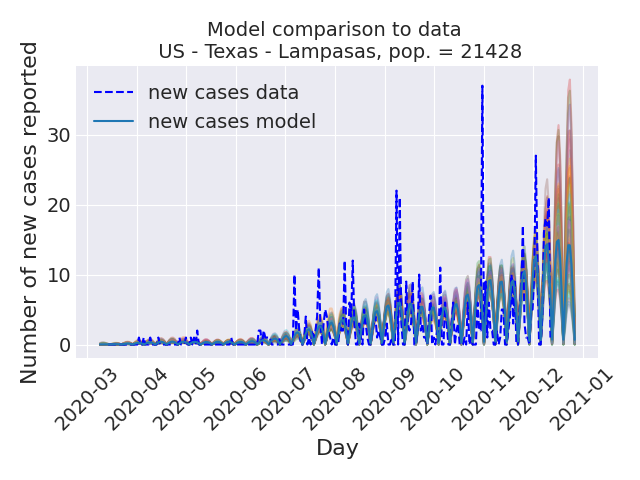 Model comparison to data
US - Texas - Lampasas, pop. = 21428
Number of new cases reported
new cases data
new cases model
30
20
10
0
2020-03
2020-04
2020-05
2020-06
2020-07
2020-08
2020-09
2020-10
2020-11
2020-12
2021-01
Day